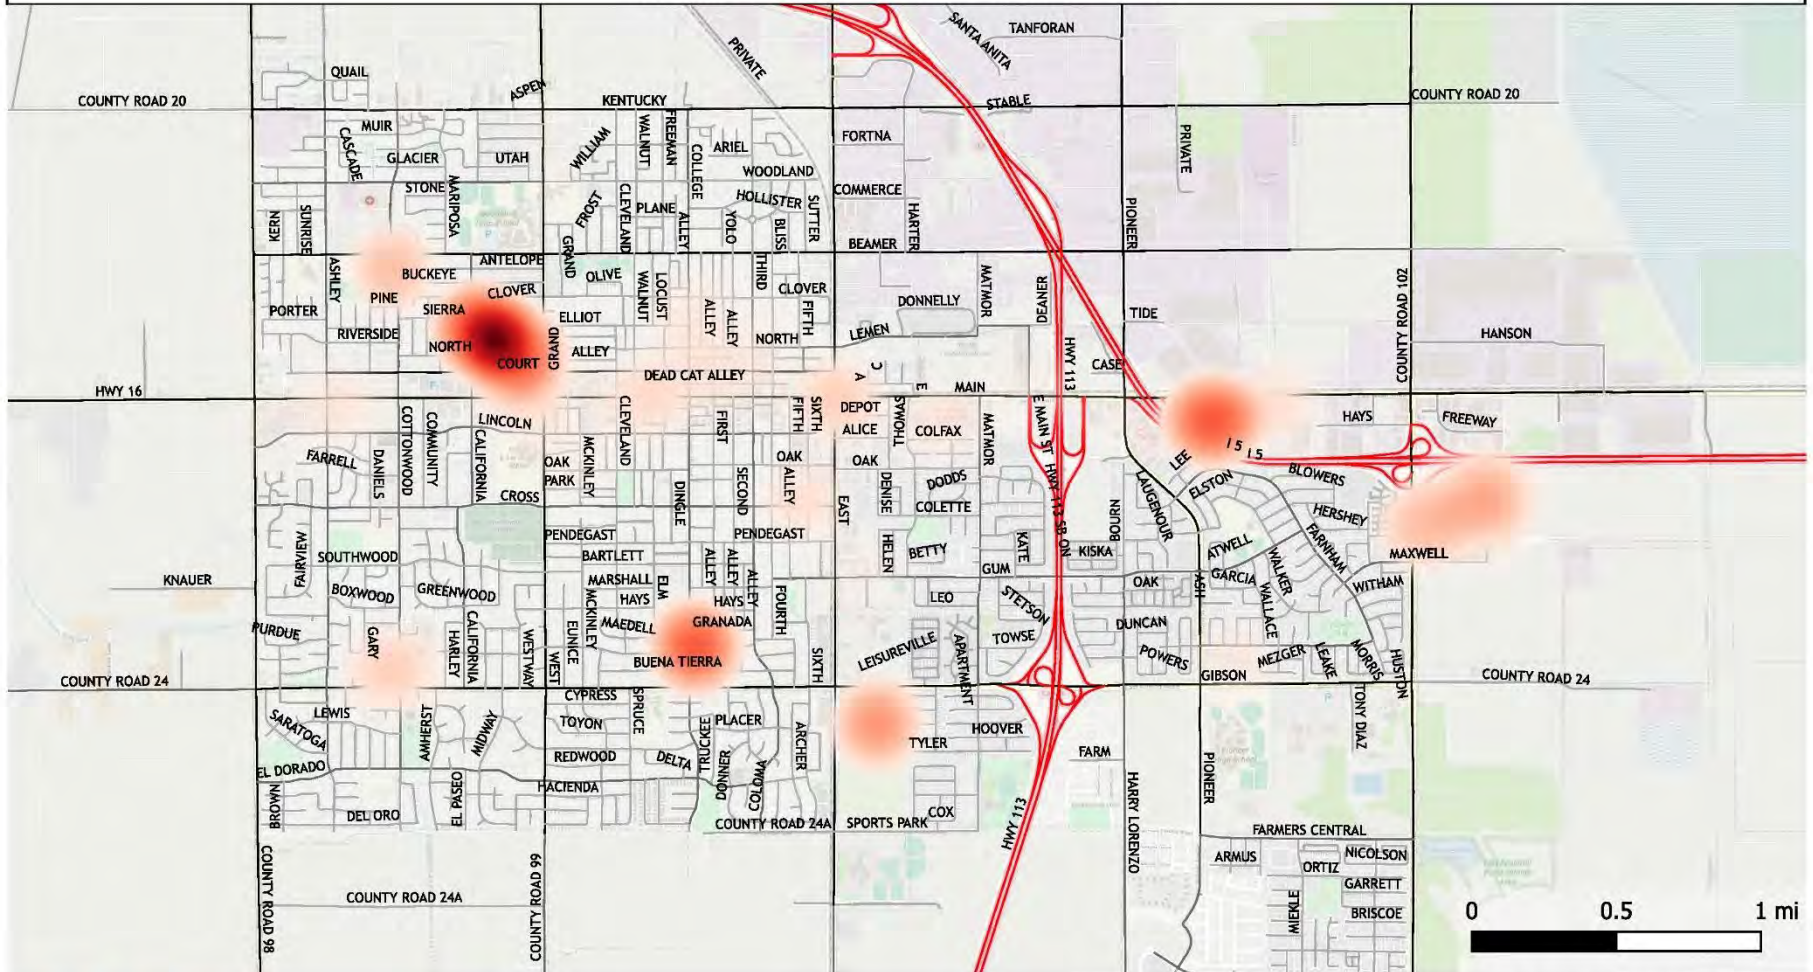 SANTA ANITA
TANFORAN
PRIVATE
QUAIL
ASPEN
COUNTY ROAD 20
KENTUCKY
STABLE
COUNTY ROAD 20
MUIR
CASCADE
GLACIER
UTAH
WILLIAM
WALNUT
FREEMAN
COLLEGE
ARIEL
WOODLAND
FORTNA
PRIVATE
STONE
MARIPOSA
COMMERCE
KERN
SUNRISE
FROST
CLEVELAND
PLANE
ALLEY
HOLLISTER
YOLO
BLISS
SUTTER
HARTER
PIONEER
BEAMER
ANTELOPE
GRAND
ASHLEY
BUCKEYE
OLIVE
WALNUT
LOCUST
THIRD
CLOVER
MATMOR
DEANER
COUNTY ROAD 102
PINE
CLOVER
SIERRA
DONNELLY
PORTER
ELLIOT
ALLEY
ALLEY
FIFTH
TIDE
RIVERSIDE
NORTH
GRAND
ALLEY
NORTH
LEMEN
HANSON
COURT
DEAD CAT ALLEY
C
A
E
MAIN
HWY 113
CASE
HWY 16
COTTONWOOD
COMMUNITY
LINCOLN
CALIFORNIA
CLEVELAND
FIRST
FIFTH
SIXTH
DEPOT
ALICE
THOMAS
COLFAX
MATMOR
E MAIN ST
HWY 113 SB ON
HAYS
FREEWAY
FARRELL
DANIELS
OAK
PARK
MCKINLEY
OAK
ALLEY
OAK
LEE
I 5
I 5
BLOWERS
CROSS
DINGLE
SECOND
EAST
DENISE
DODDS
COLETTE
BOURN
LAUGENOUR
ELSTON
HERSHEY
FARNHAM
PENDEGAST
PENDEGAST
FAIRVIEW
SOUTHWOOD
BARTLETT
ALLEY
ALLEY
ALLEY
HELEN
BETTY
KATE
KISKA
ATWELL
WALKER
MAXWELL
KNAUER
BOXWOOD
GREENWOOD
MARSHALL
HAYS
ELM
HAYS
FOURTH
GUM
OAK
ASH
GARCIA
WALLACE
WITHAM
LEO
STETSON
PURDUE
GARY
HARLEY
CALIFORNIA
WESTWAY
WEST
EUNICE
MCKINLEY
MAEDELL
GRANADA
BUENA TIERRA
SIXTH
LEISUREVILLE
APARTMENT
TOWSE
DUNCAN
POWERS
MEZGER
LEAKE
MORRIS
HUSTON
COUNTY ROAD 24
GIBSON
COUNTY ROAD 24
SARATOGA
LEWIS
AMHERST
MIDWAY
CYPRESS
TOYON
SPRUCE
TRUCKEE
PLACER
ARCHER
TYLER
HOOVER
TONY DIAZ
EL DORADO
REDWOOD
DELTA
DONNER
COLOMA
FARM
PIONEER
BROWN
DEL ORO
EL PASEO
HACIENDA
COUNTY ROAD 24A
SPORTS PARK
COX
HWY 113
HARRY LORENZO
FARMERS CENTRAL
COUNTY ROAD 98
COUNTY ROAD 24A
COUNTY ROAD 99
ARMUS
ORTIZ
NICOLSON
GARRETT
MEIKLE
BRISCOE
0
0.5
1 mi